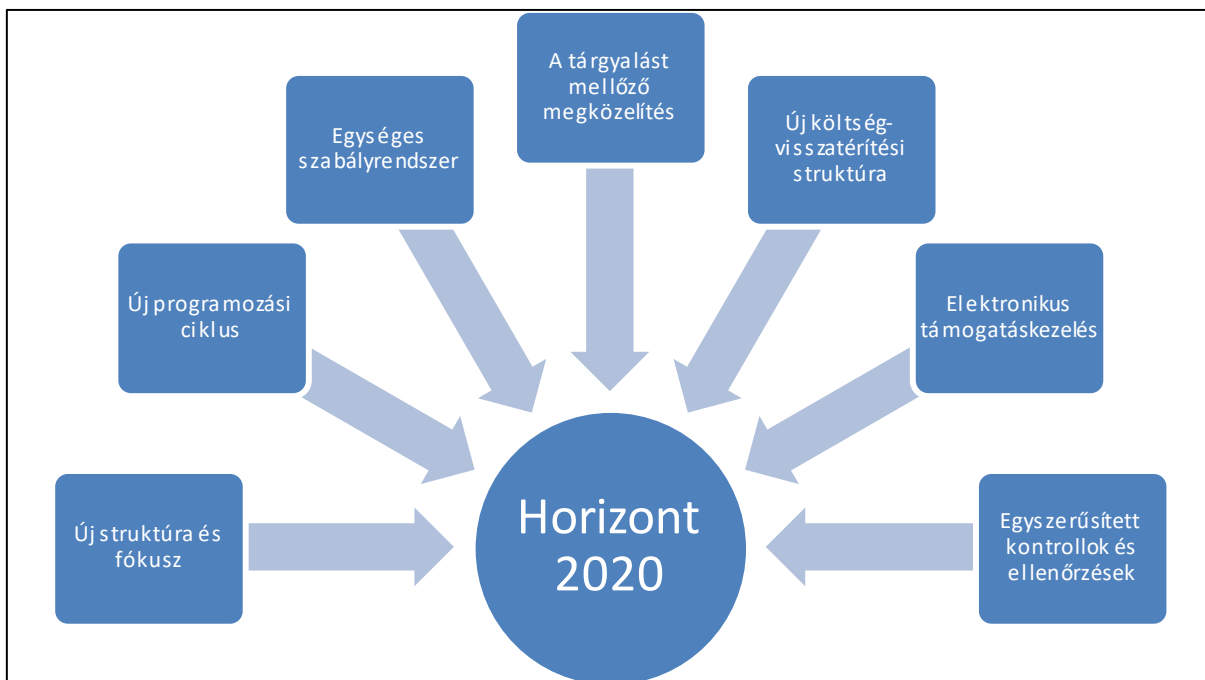 Új struktúra és
fókusz
Új programozási
ciklus
Egységes
szabályrendszer
A tárgyalást
mellőző
megközelítés
Új költség-
visszatérítési
struktúra
Elektronikus
támogatáskezelés
Egyszerűsített
kontrollok és
ellenőrzések
Horizont
2020